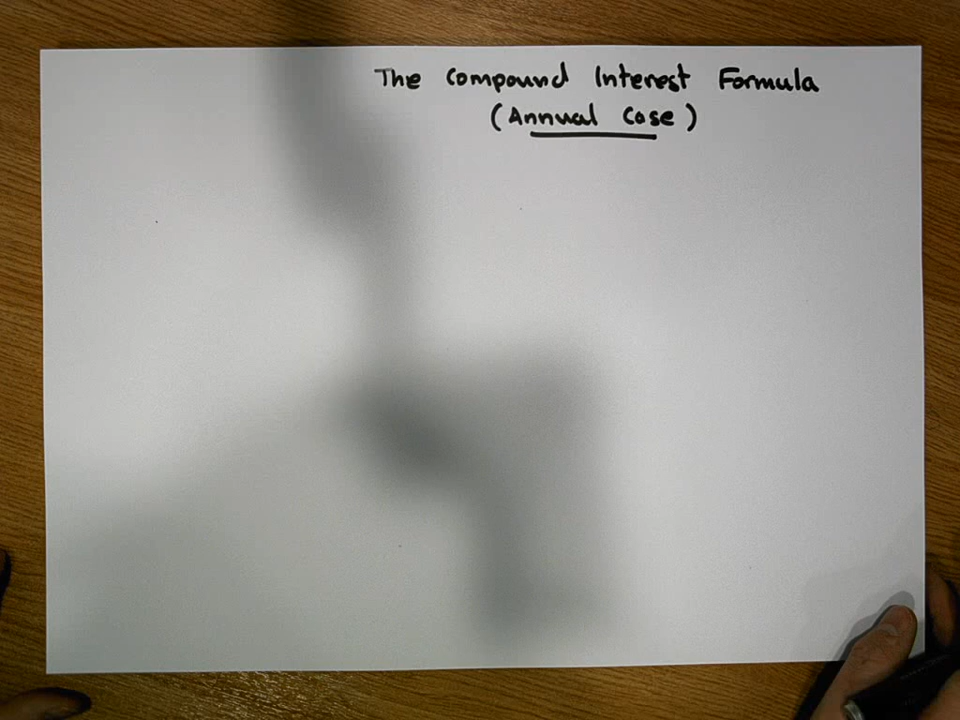 The Compound Interest Formula
(Annual Case)